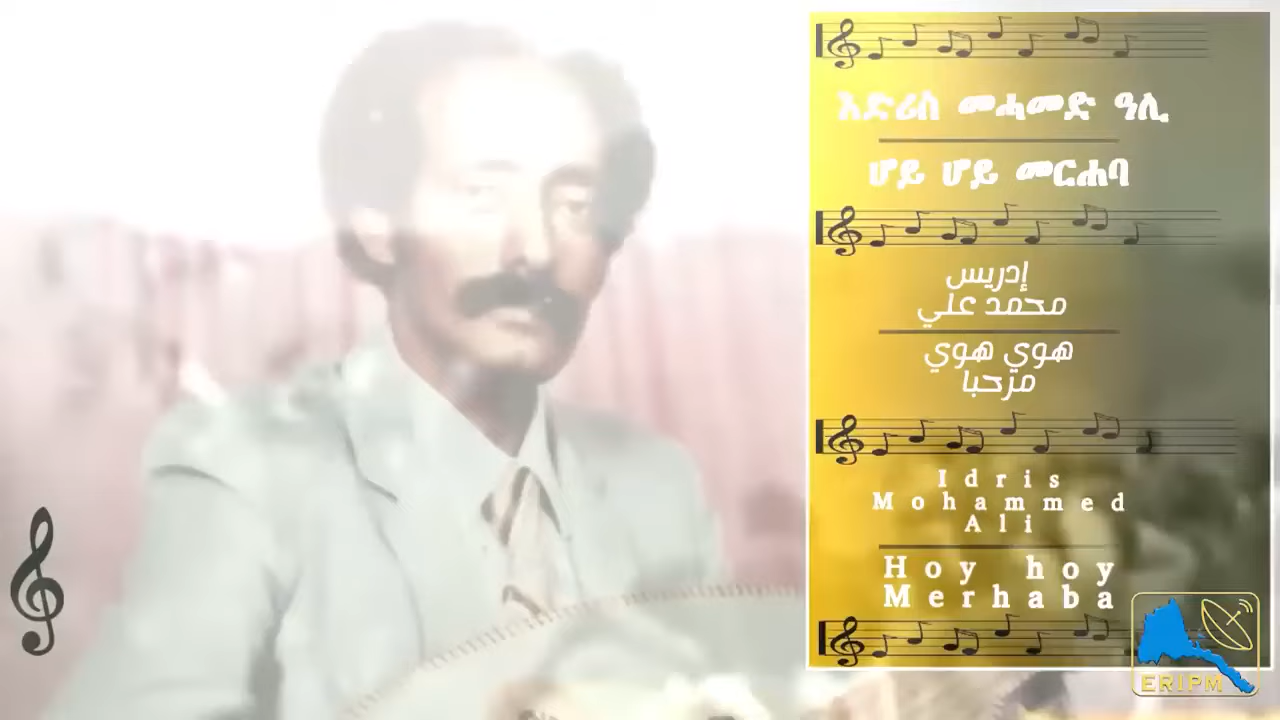 እድሪስ መሓመድ ዓሊ
ሆይ ሆይ መርሐባ
إدريس
محمد علي
هوي هوي
مرحبا
Idris
Mohammed
Ali
Hoy hoy
Merhaba
ERIPM